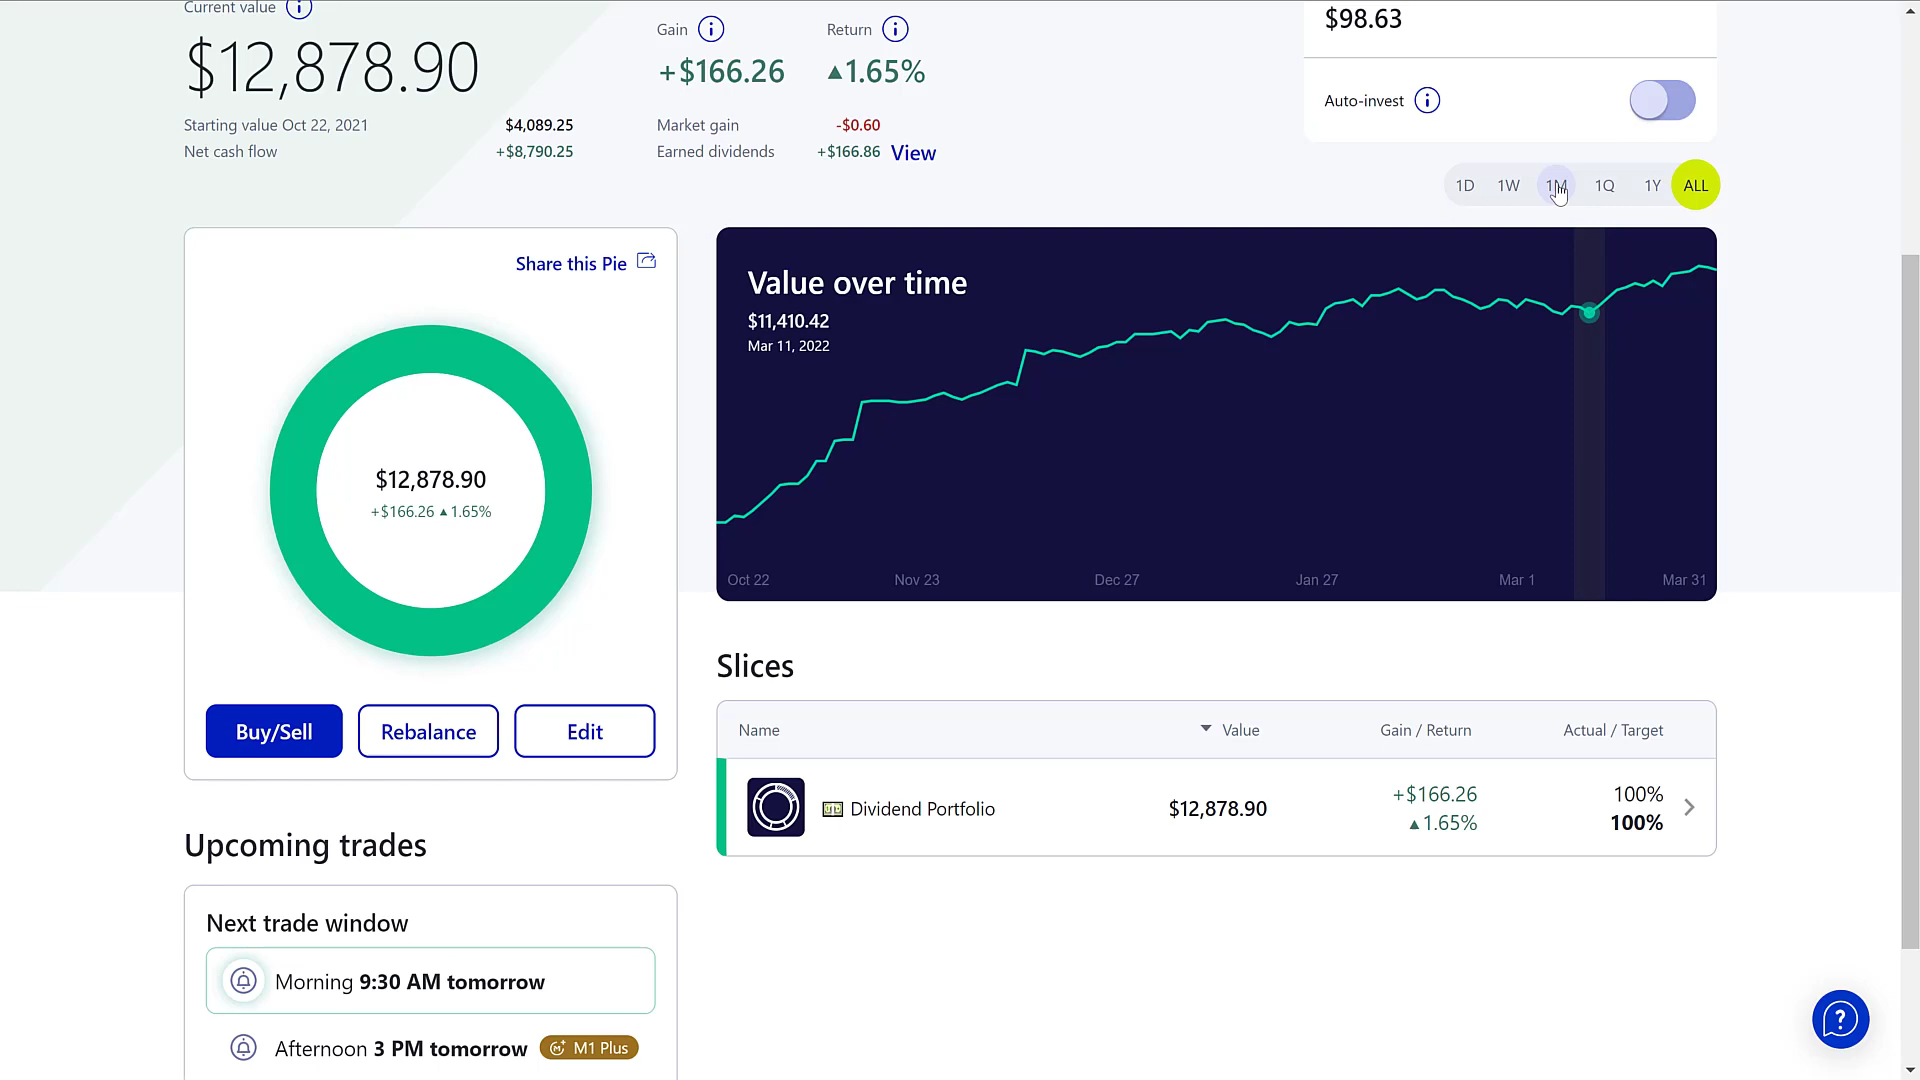 Current value
$12,878.90
Starting value Oct 22, 2021 $4,089.25
Net cash flow +$8,790.25
Gain Return
+$166.26 ▲1.65%
Market gain -$0.60
Earned dividends +$166.86 View
$98.63
Auto-invest
1D 1W 1M 1Q 1Y ALL
Share this Pie
$12,878.90
+$166.26 ▲1.65%
Buy/Sell Rebalance Edit
Value over time
$11,410.42
Mar 11, 2022
Oct 22 Nov 23 Dec 27 Jan 27 Mar 1 Mar 31
Slices
Name Value Gain / Return Actual / Target
Dividend Portfolio $12,878.90 +$166.26 100%
▲1.65% 100%
Upcoming trades
Next trade window
Morning 9:30 AM tomorrow
Afternoon 3 PM tomorrow M1 Plus